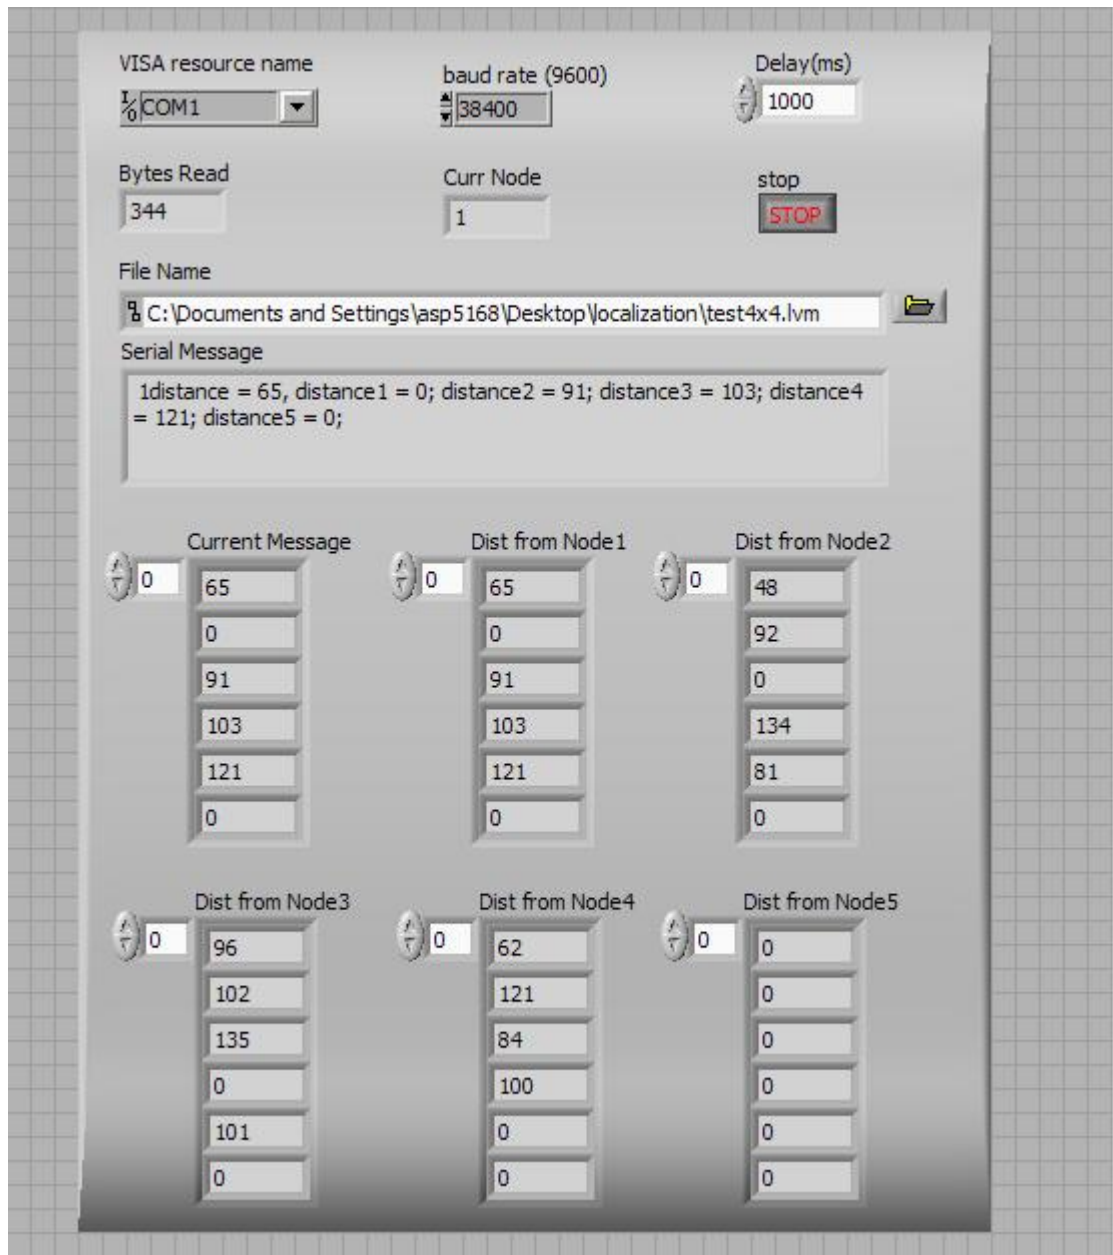 VISA resource name
baud rate (9600)
Delay(ms)
COM1
38400
1000
Bytes Read
Curr Node
stop
344
1
STOP
File Name
C:\Documents and Settings\asp5168\Desktop\localization\test4x4.lvm
Serial Message
1distance = 65, distance1 = 0; distance2 = 91; distance3 = 103; distance4
= 121; distance5 = 0;
Current Message
0
65
0
91
103
121
0
Dist from Node1
0
65
0
91
103
121
0
Dist from Node2
0
48
92
0
134
81
0
Dist from Node3
0
96
102
135
0
101
0
Dist from Node4
0
62
121
84
100
0
0
Dist from Node5
0
0
0
0
0
0
0